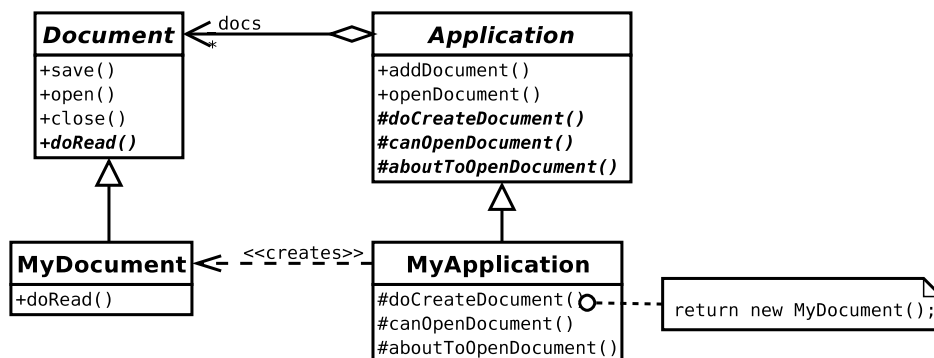 Document
+save()
+open()
+close()
+doRead()
_docs
*
Application
+addDocument()
+openDocument()
#doCreateDocument()
#canOpenDocument()
#aboutToOpenDocument()
MyDocument
+doRead()
<<creates>>
MyApplication
#doCreateDocument()
#canOpenDocument()
#aboutToOpenDocument()
return new MyDocument();